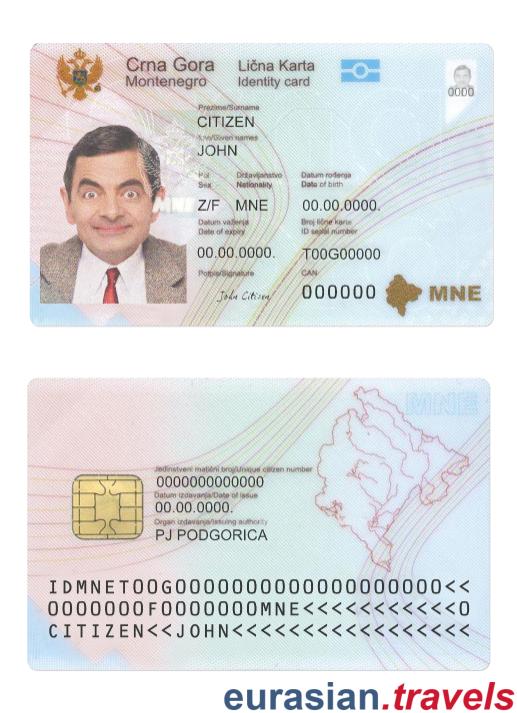 Crna Gora Lična Karta
Montenegro Identity card
0000
Prezime/Surname
CITIZEN
Ime/Given names
JOHN
Pol Državljanstvo Datum rođenja
Sex Nationality Date of birth
Z/F MNE 00.00.0000.
Datum važenja Broj lične karte
Date of expiry ID serial number
00.00.0000. T00G00000
Potpis/Signature CAN
John Citizen 000000 MNE
MNE
MNE
Jedinstveni matični broj/Unique citizen number
0000000000000
Datum izdavanja/Date of issue
00.00.0000.
Organ izdavanja/Issuing authority
PJ PODGORICA
IDMNET00G000000000000000000000<<
0000000F0000000MNE<<<<<<<<<<<0
CITIZEN<<JOHN<<<<<<<<<<<<<<<<<
eurasian.travels